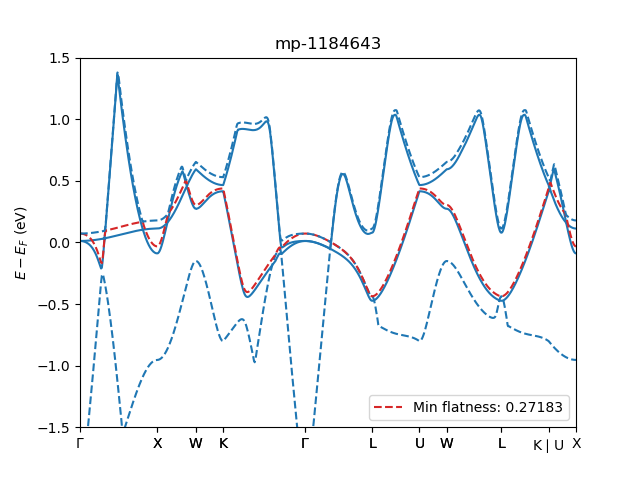 mp-1184643
1.5
1.0
0.5
0.0
−0.5
−1.0
−1.5
E − E_F (eV)
Min flatness: 0.27183
Γ X W K Γ L U W L K | U X